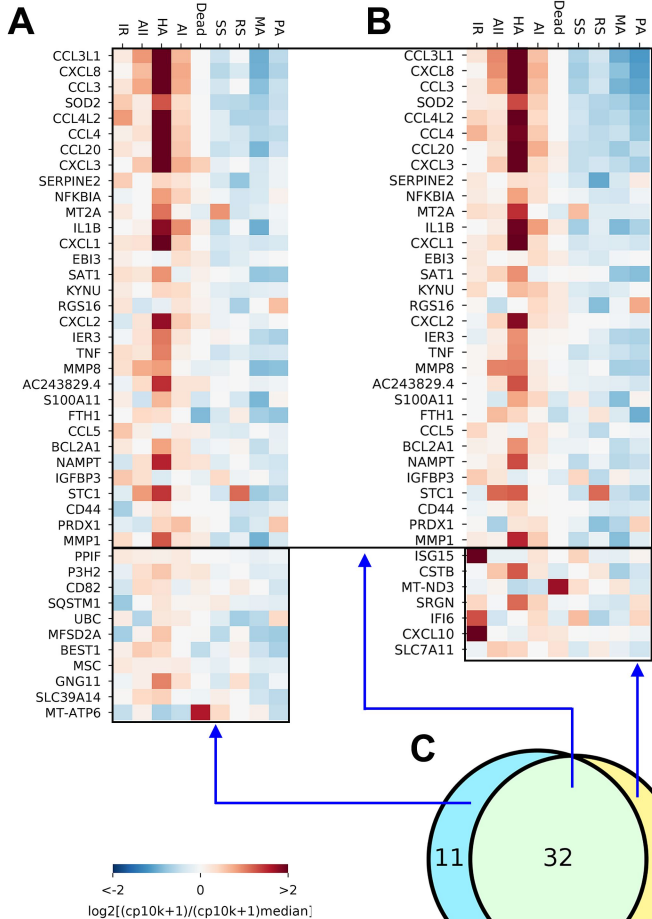 A
B
IR AII HA AI Dead SS RS MA PA
IR AII HA AI Dead SS RS MA PA
CCL3L1
CXCL8
CCL3
SOD2
CCL4L2
CCL4
CCL20
CXCL3
SERPINE2
NFKBIA
MT2A
IL1B
CXCL1
EBI3
SAT1
KYNU
RGS16
CXCL2
IER3
TNF
MMP8
AC243829.4
S100A11
FTH1
CCL5
BCL2A1
NAMPT
IGFBP3
STC1
CD44
PRDX1
MMP1
PPIF
P3H2
CD82
SQSTM1
UBC
MFSD2A
BEST1
MSC
GNG11
SLC39A14
MT-ATP6
CCL3L1
CXCL8
CCL3
SOD2
CCL4L2
CCL4
CCL20
CXCL3
SERPINE2
NFKBIA
MT2A
IL1B
CXCL1
EBI3
SAT1
KYNU
RGS16
CXCL2
IER3
TNF
MMP8
AC243829.4
S100A11
FTH1
CCL5
BCL2A1
NAMPT
IGFBP3
STC1
CD44
PRDX1
MMP1
ISG15
CSTB
MT-ND3
SRGN
IFI6
CXCL10
SLC7A11
C
11
32
<-2 0 >2
log2[(cp10k+1)/(cp10k+1)median]